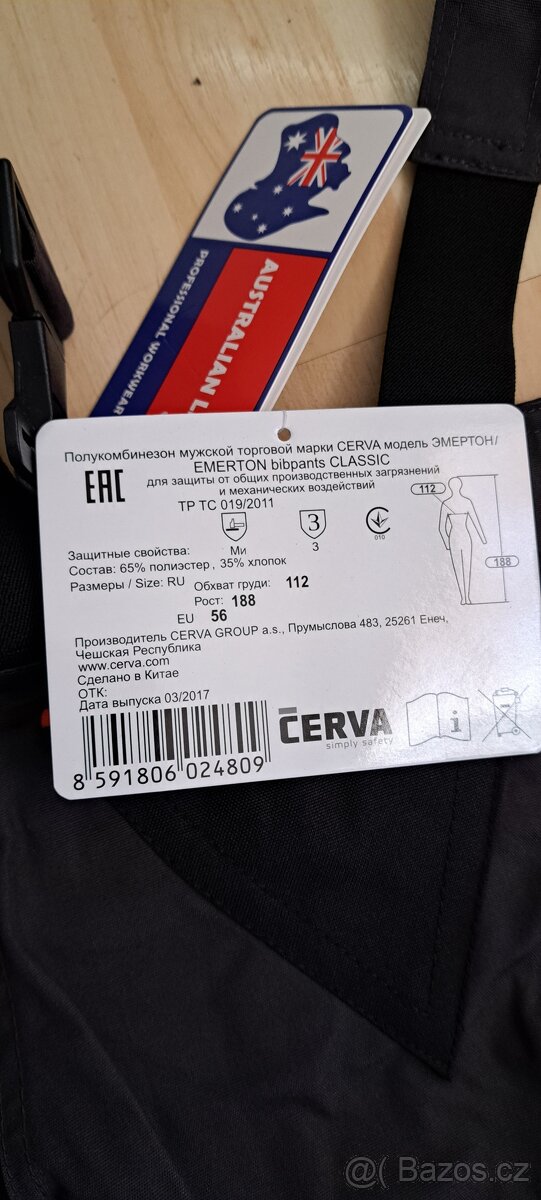 AUSTRALIAN L
PROFESSIONAL WORKWEAR
Полукомбинезон мужской торговой марки CERVA модель ЭМЕРТОН/
EMERTON bibpants CLASSIC
для защиты от общих производственных загрязнений
и механических воздействий
EAC
ТР ТС 019/2011
112
188
3
010
Защитные свойства: Ми 3
Состав: 65% полиэстер, 35% хлопок
Размеры / Size: RU Обхват груди: 112
Рост: 188
EU 56
Производитель CERVA GROUP a.s., Прумыслова 483, 25261 Енеч,
Чешская Республика
www.cerva.com
Сделано в Китае
ОТК:
Дата выпуска 03/2017
8 591806 024809
CERVA
simply safety
i
@ Bazos.cz